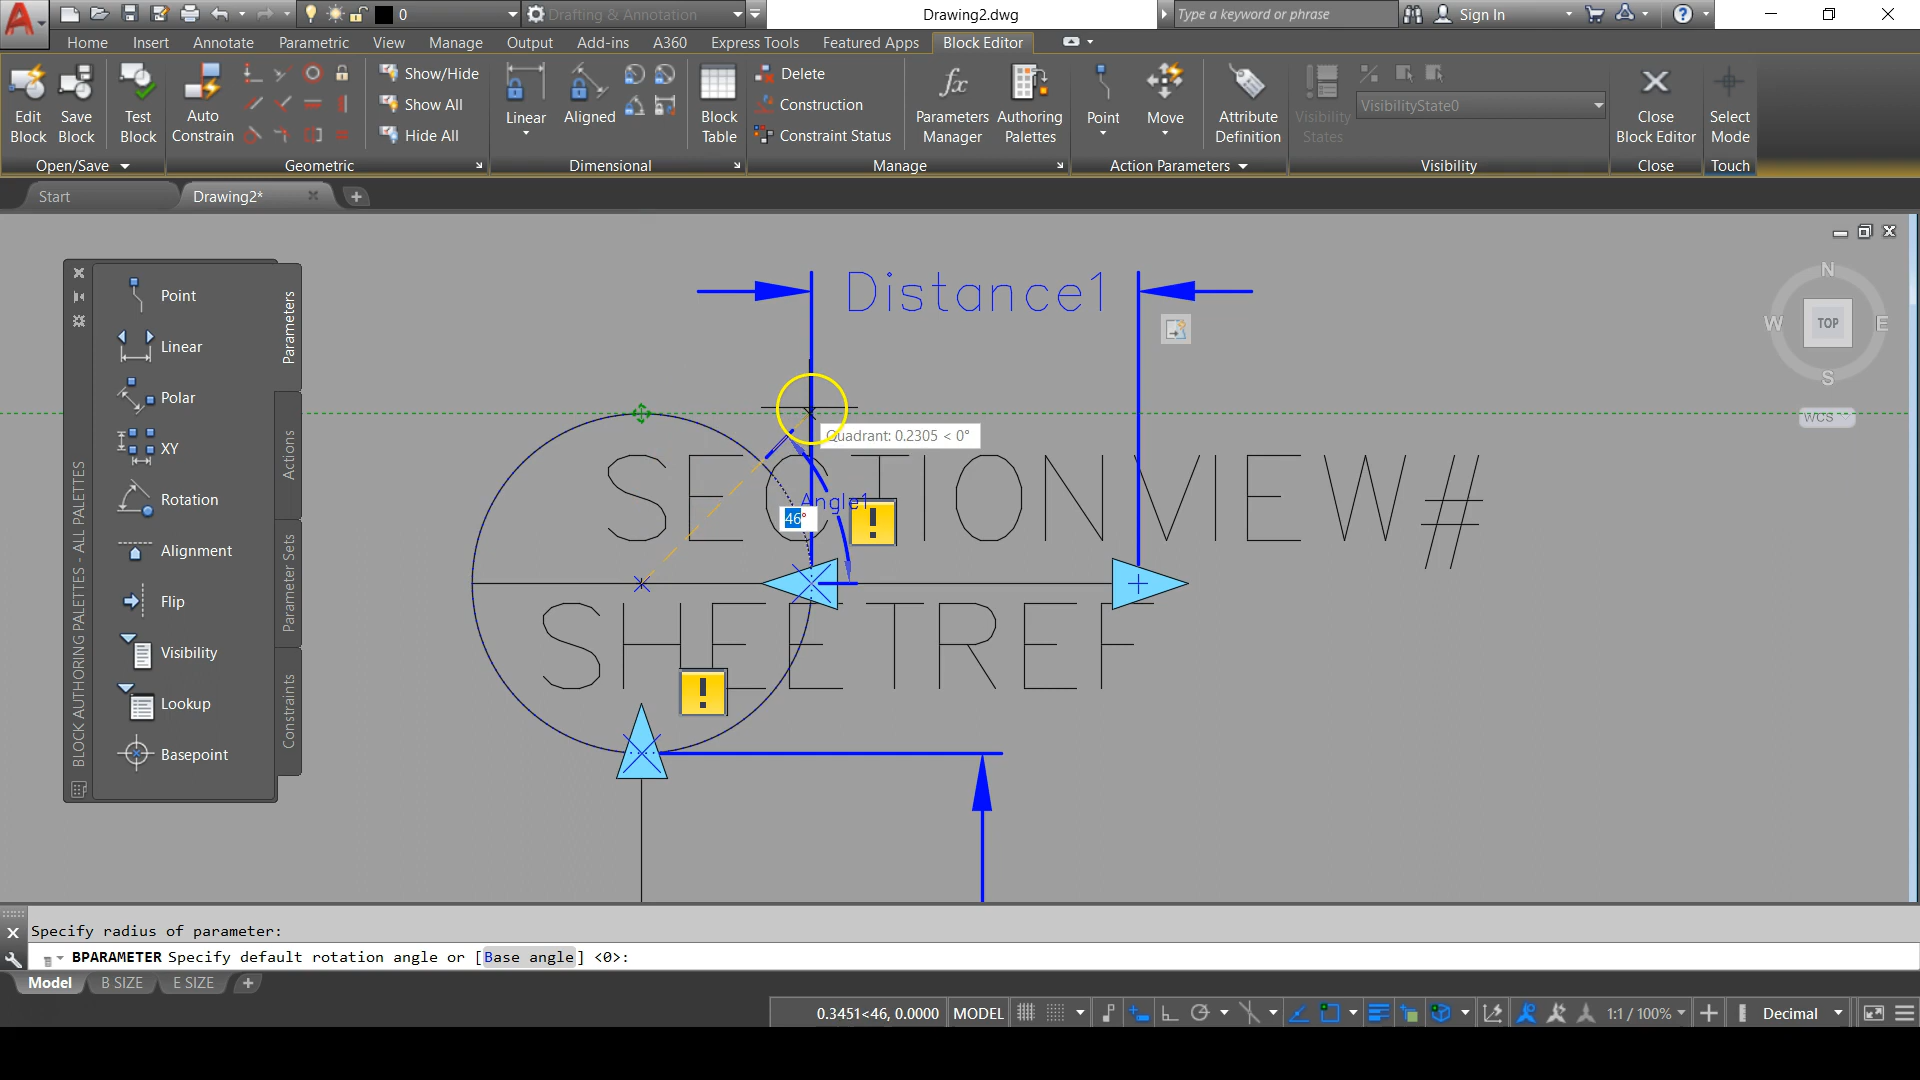 0
Drafting & Annotation
Drawing2.dwg
Type a keyword or phrase
Sign In
Home Insert Annotate Parametric View Manage Output Add-ins A360 Express Tools Featured Apps Block Editor
Edit Block
Save Block
Test Block
Auto Constrain
Show/Hide
Show All
Hide All
Linear
Aligned
Block Table
Delete
Construction
Constraint Status
Parameters Manager
Authoring Palettes
Point
Move
Attribute Definition
Visibility States
VisibilityState0
Close Block Editor
Select Mode
Open/Save Geometric Dimensional Manage Action Parameters Visibility Close Touch
Start Drawing2*
Point
Linear
Polar
XY
Rotation
Alignment
Flip
Visibility
Lookup
Basepoint
Parameters
Actions
Parameter Sets
Constraints
BLOCK AUTHORING PALETTES - ALL PALETTES
Distance1
N
W TOP E
S
WCS
Quadrant: 0.2305 < 0°
SECTIONVIEW#
Angle1
46°
SHEETREF
Specify radius of parameter:
BPARAMETER Specify default rotation angle or [Base angle] <0>:
Model B SIZE E SIZE
0.3451<46, 0.0000 MODEL 1:1 / 100% Decimal